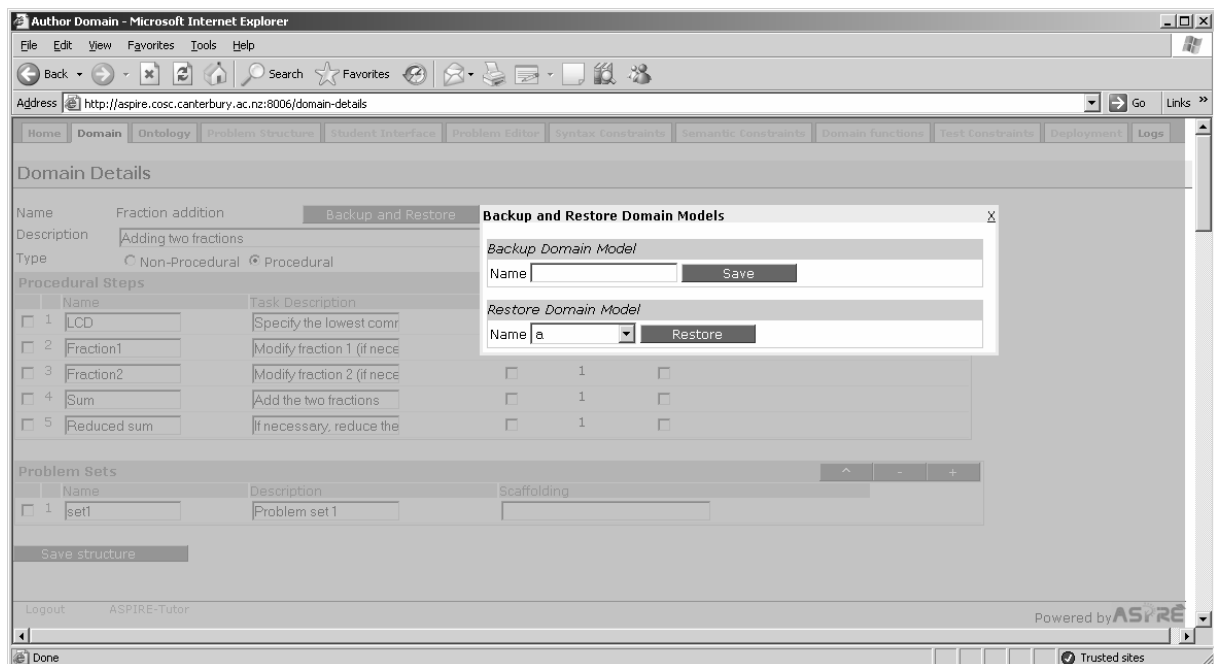 Author Domain - Microsoft Internet Explorer
File Edit View Favorites Tools Help
Back Search Favorites
Address http://aspire.cosc.canterbury.ac.nz:8006/domain-details Go Links »
Home Domain Ontology Problem Structure Student Interface Problem Editor Syntax Constraints Semantic Constraints Domain functions Test Constraints Deployment Logs
Domain Details
Name Fraction addition Backup and Restore
Backup and Restore Domain Models X
Description Adding two fractions
Backup Domain Model
Type Non-Procedural Procedural
Name Save
Procedural Steps
Name Task Description
Restore Domain Model
1 LCD Specify the lowest comr
Name a Restore
2 Fraction1 Modify fraction 1 (if nece
3 Fraction2 Modify fraction 2 (if nece 1
4 Sum Add the two fractions 1
5 Reduced sum If necessary, reduce the 1
Problem Sets ^ - +
Name Description Scaffolding
1 set1 Problem set 1
Save structure
Logout ASPIRE-Tutor
Powered by ASPIRE
Done Trusted sites